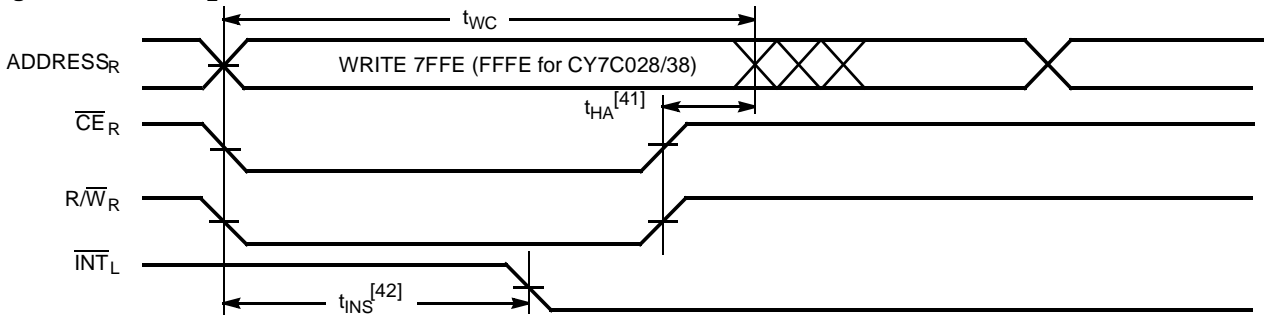 tWC
ADDRESSR
WRITE 7FFE (FFFE for CY7C028/38)
tHA[41]
CER
R/WR
INTL
tINS[42]